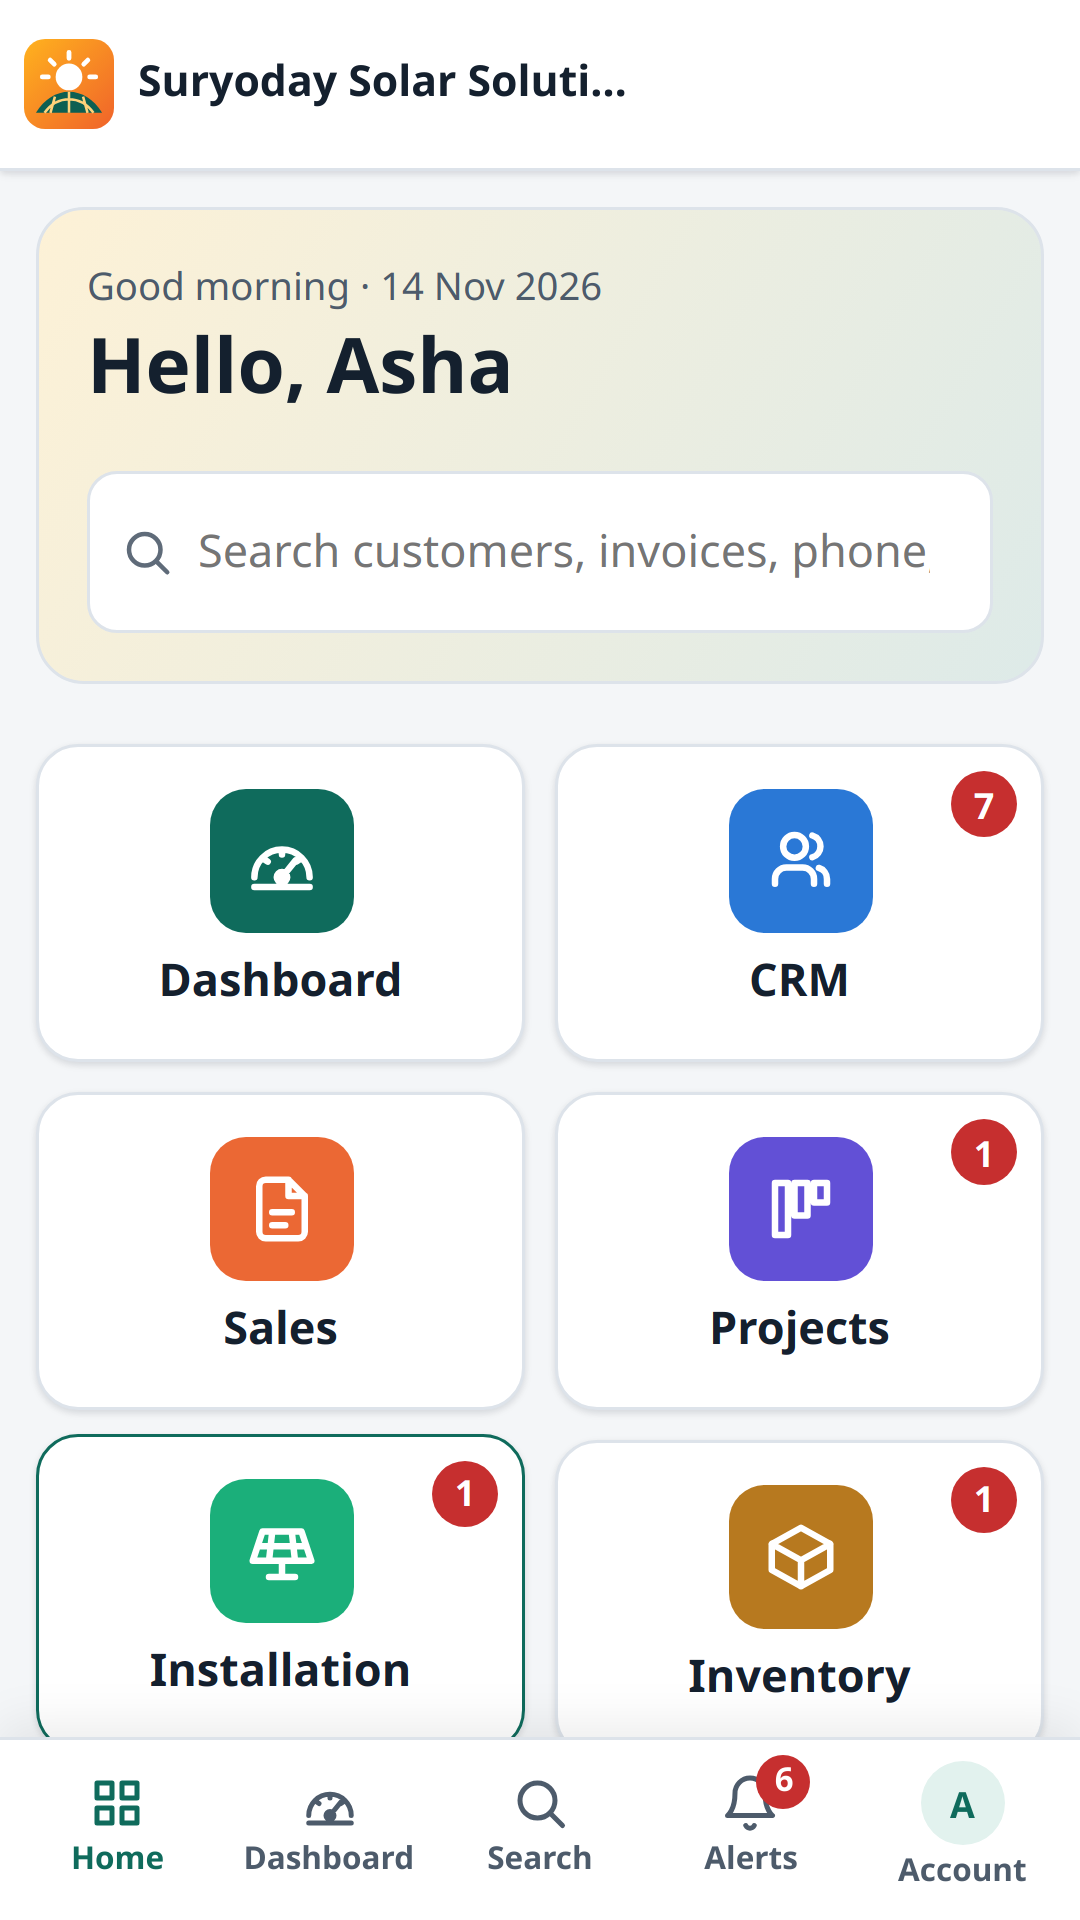 Suryoday Solar Soluti...
Good morning · 14 Nov 2026
Hello, Asha
Search customers, invoices, phone,
Dashboard
7
CRM
Sales
1
Projects
1
Installation
1
Inventory
Home
Dashboard
Search
6
Alerts
A
Account